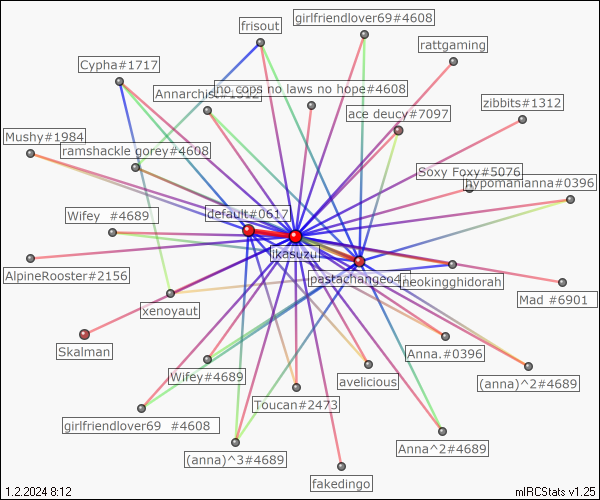 girlfriendlover69#4608
frisout
rattgaming
Cypha#1717
no cops no laws no hope#4608
Annarchist#1312
zibbits#1312
ace deucy#7097
Mushy#1984
ramshackle gorey#4608
Soxy Foxy#5076
hypomanianna#0396
Wifey #4689
default#0617
ikasuzu
AlpineRooster#2156
pastachangeo4
neokingghidorah
Mad #6901
xenoyaut
Skalman
Anna.#0396
Wifey#4689
avelicious
(anna)^2#4689
Toucan#2473
girlfriendlover69 #4608
Anna^2#4689
(anna)^3#4689
fakedingo
1.2.2024 8:12
mIRCStats v1.25